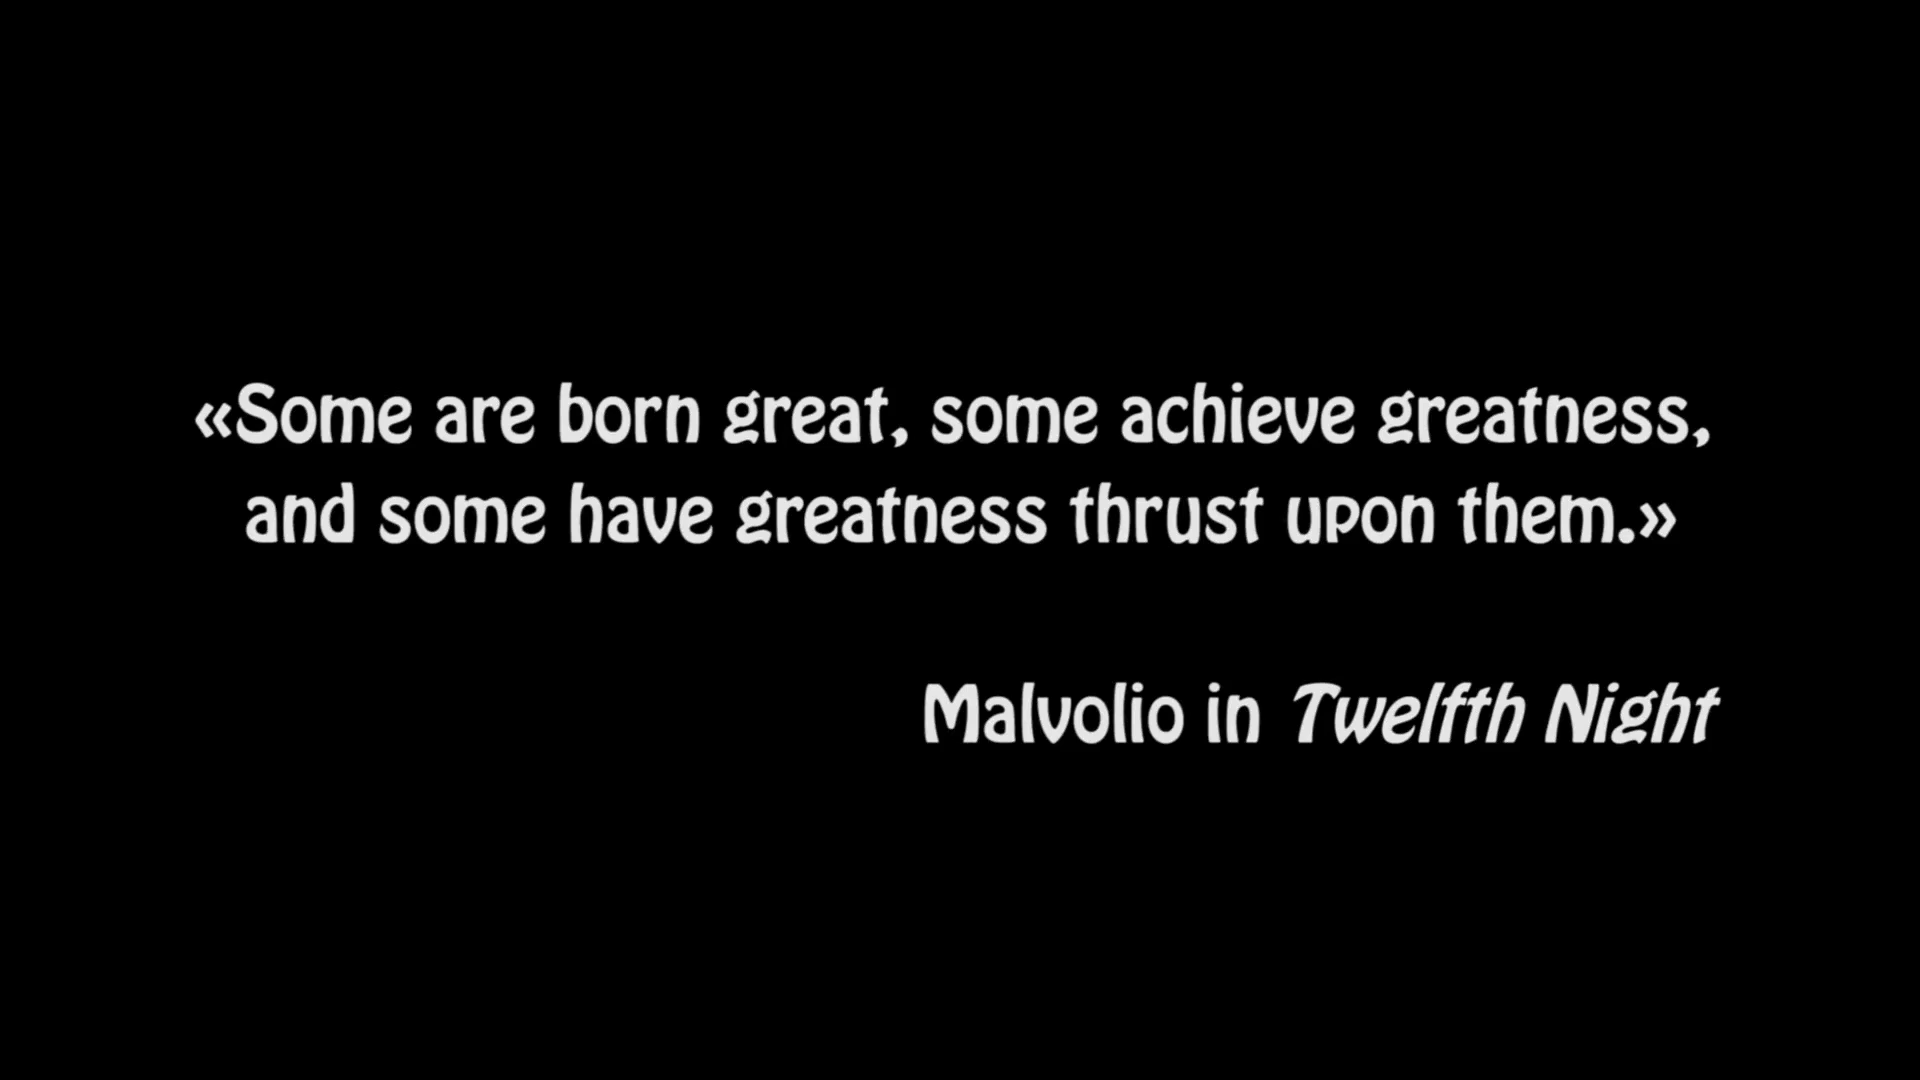 «Some are born great, some achieve greatness,
and some have greatness thrust upon them.»
Malvolio in Twelfth Night